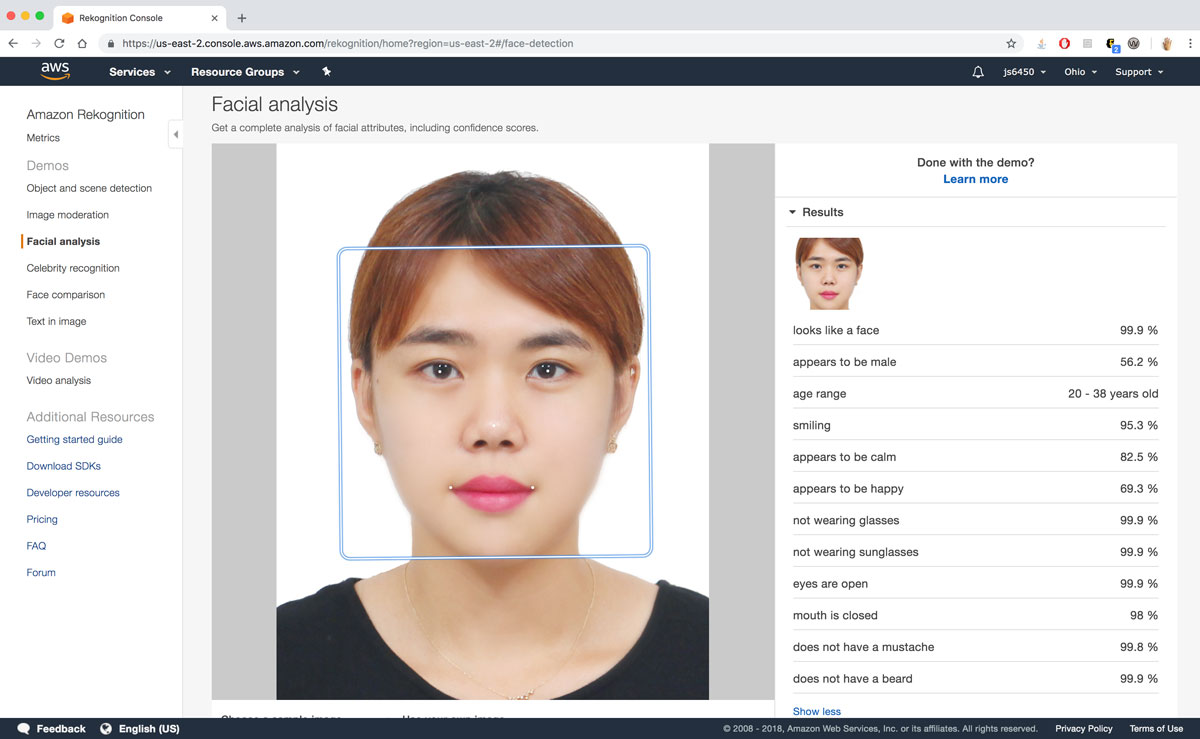 Rekognition Console
https://us-east-2.console.aws.amazon.com/rekognition/home?region=us-east-2#/face-detection
2
aws
Services
Resource Groups
js6450
Ohio
Support
Amazon Rekognition
Metrics
Demos
Object and scene detection
Image moderation
Facial analysis
Celebrity recognition
Face comparison
Text in image
Video Demos
Video analysis
Additional Resources
Getting started guide
Download SDKs
Developer resources
Pricing
FAQ
Forum
Facial analysis
Get a complete analysis of facial attributes, including confidence scores.
Choose a sample image
Use your own image
Done with the demo?
Learn more
Results
looks like a face 99.9 %
appears to be male 56.2 %
age range 20 - 38 years old
smiling 95.3 %
appears to be calm 82.5 %
appears to be happy 69.3 %
not wearing glasses 99.9 %
not wearing sunglasses 99.9 %
eyes are open 99.9 %
mouth is closed 98 %
does not have a mustache 99.8 %
does not have a beard 99.9 %
Show less
Feedback
English (US)
© 2008 - 2018, Amazon Web Services, Inc. or its affiliates. All rights reserved.
Privacy Policy
Terms of Use